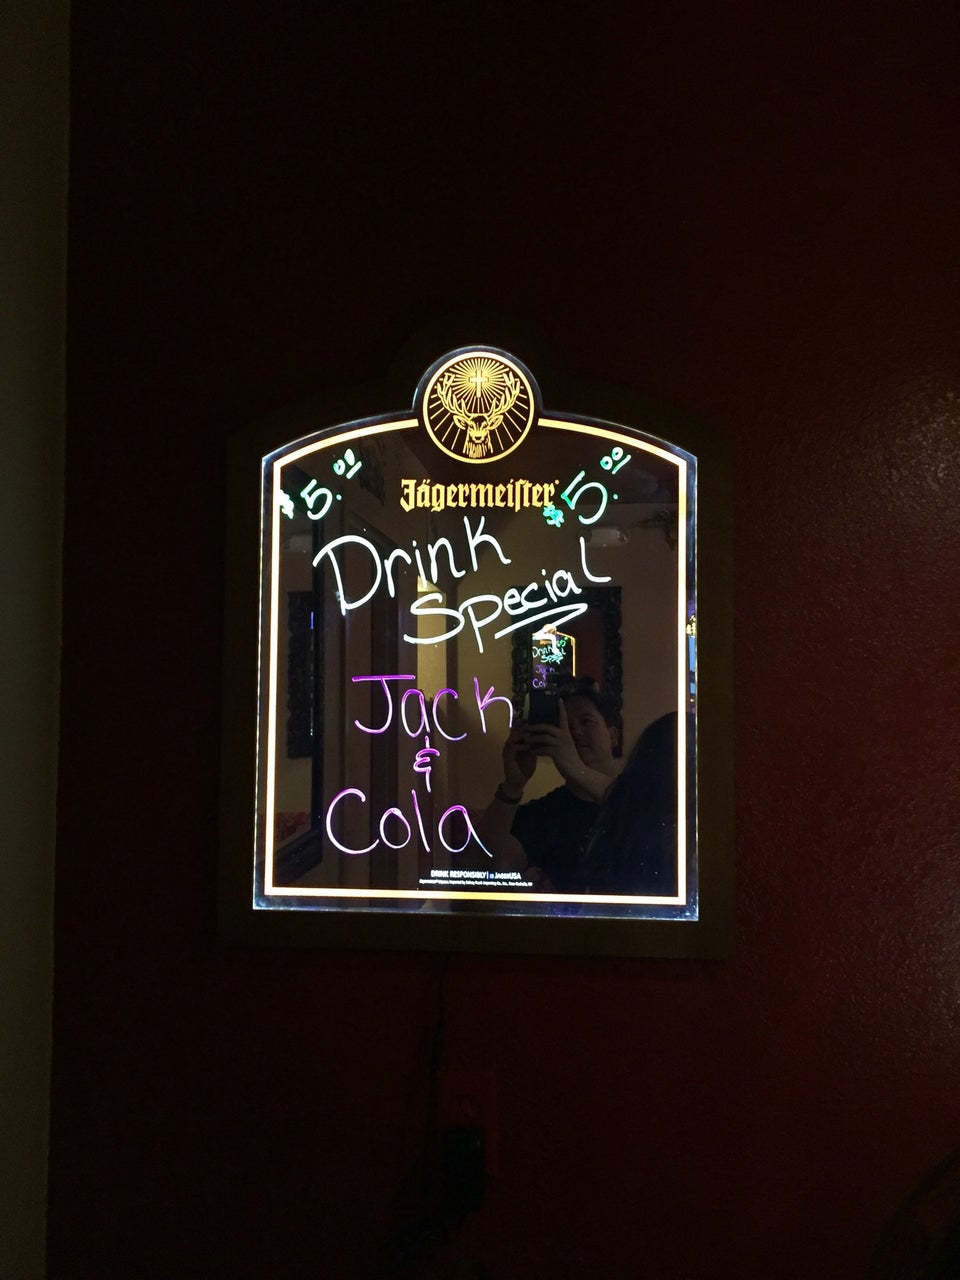 Jägermeister
$5.00 $5.00
Drink
Special
Jack
&
Cola
DRINK RESPONSIBLY